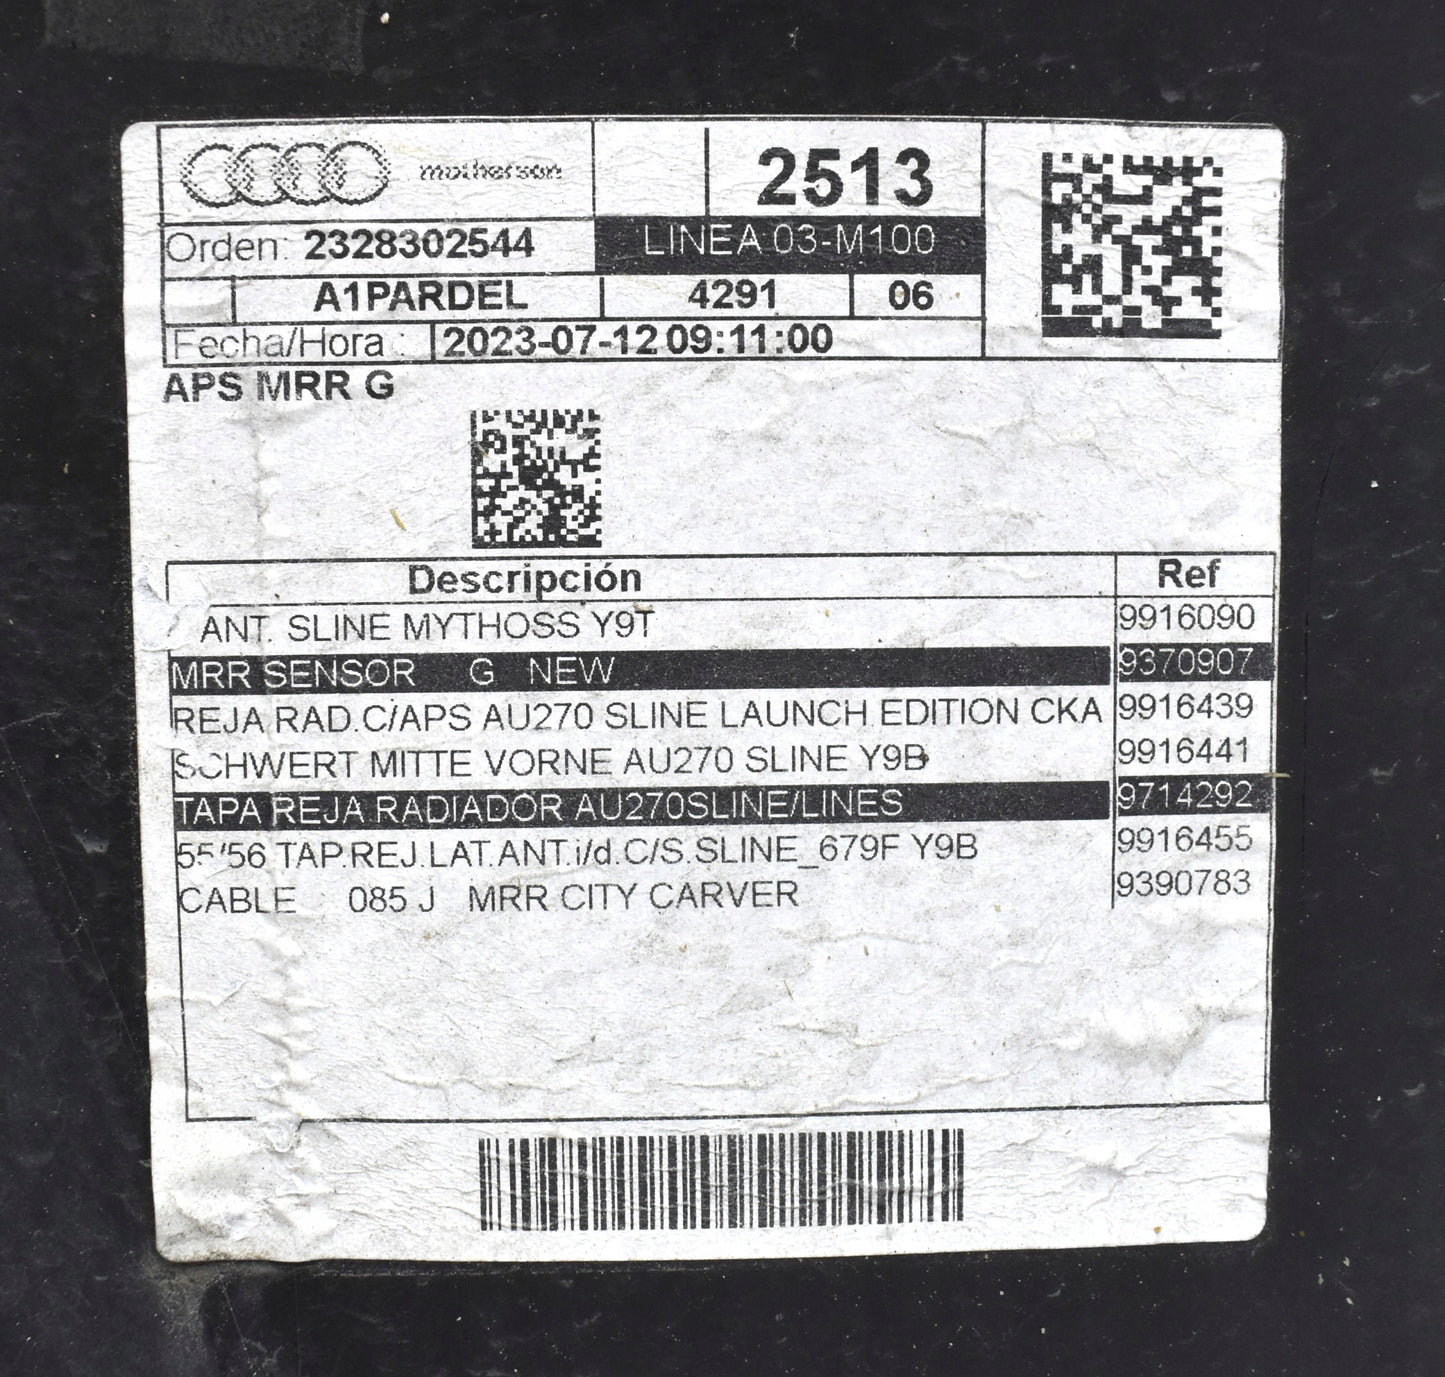 motherson
2513
Orden: 2328302544
LINEA 03-M100
A1PARDEL 4291 06
Fecha/Hora : 2023-07-12 09:11:00
APS MRR G
Descripción Ref
ANT. SLINE MYTHOSS Y9T 9916090
MRR SENSOR G NEW 9370907
REJA RAD.C/APS AU270 SLINE LAUNCH EDITION CKA 9916439
SCHWERT MITTE VORNE AU270 SLINE Y9B 9916441
TAPA REJA RADIADOR AU270SLINE/LINES 9714292
55/56 TAP.REJ.LAT.ANT.i/d.C/S.SLINE_679F Y9B 9916455
CABLE 085 J MRR CITY CARVER 9390783